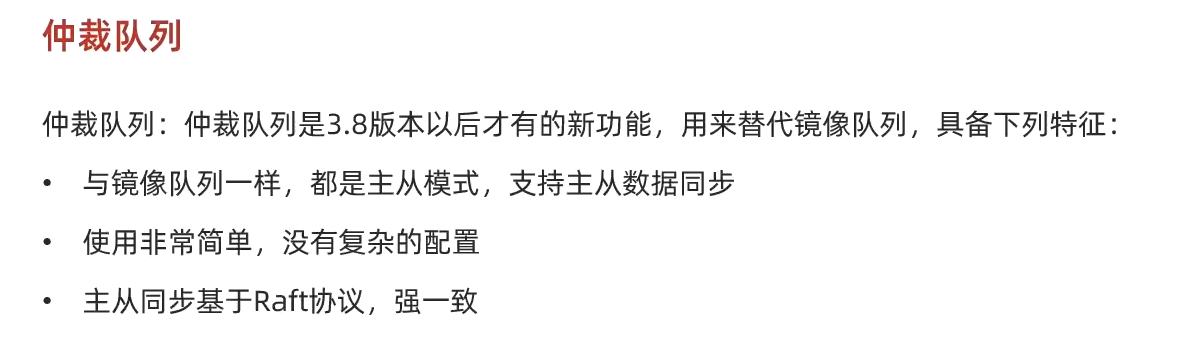 仲裁队列
仲裁队列：仲裁队列是3.8版本以后才有的新功能，用来替代镜像队列，具备下列特征：
• 与镜像队列一样，都是主从模式，支持主从数据同步
• 使用非常简单，没有复杂的配置
• 主从同步基于Raft协议，强一致